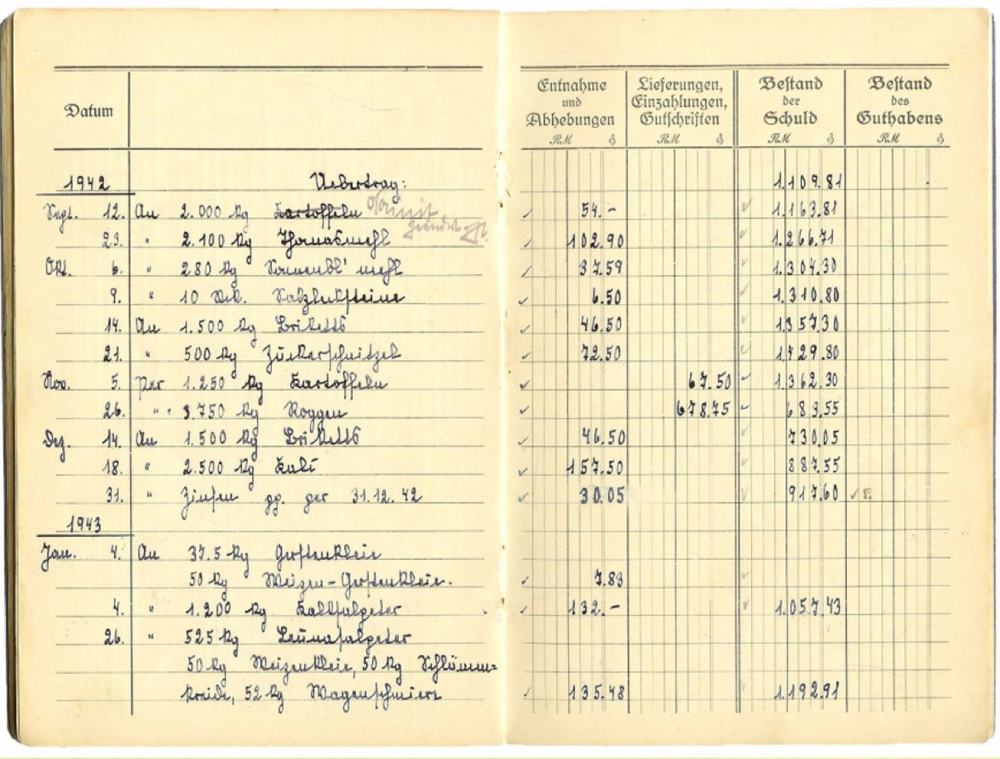 Datum
Entnahme und Abhebungen RM ₰ Lieferungen, Einzahlungen, Gutschriften RM ₰ Bestand der Schuld RM ₰ Bestand des Guthabens RM ₰
1942 Uebertrag: 1.109.81
Sept. 12. An 2.000 kg Kartoffeln 54.- 1.163.81
23. " 2.100 kg Thomasmehl 102.90 1.266.71
Okt. 6. " 280 kg Sonnenbl' mehl 37.59 1.304.30
9. " 10 Stck. Salzlecksteine 6.50 1.310.80
14. An 1.500 kg Briketts 46.50 1.357.30
21. " 500 kg Zuckerschnitzel 72.50 1.429.80
Nov. 5. per 1.250 kg Kartoffeln 67.50 1.362.30
26. " " 3.750 kg Roggen 678.75 683.55
Dez. 14. An 1.500 kg Briketts 46.50 730.05
18. " 2.500 kg Kali 157.50 887.55
31. " Zinsen pp. per 31.12.42 30.05 917.60
1943
Jan. 4. An 37.5 kg Gerstenkleie
50 kg Weizen-Gerstenkleie. 7.83
4. " 1.200 kg Kalksalpeter 132.- 1.057.43
26. " 525 kg Leunasalpeter
50 kg Weizenkleie, 50 kg Schlämm=
kreide, 52 kg Wagenschmiere 135.48 1.192.91